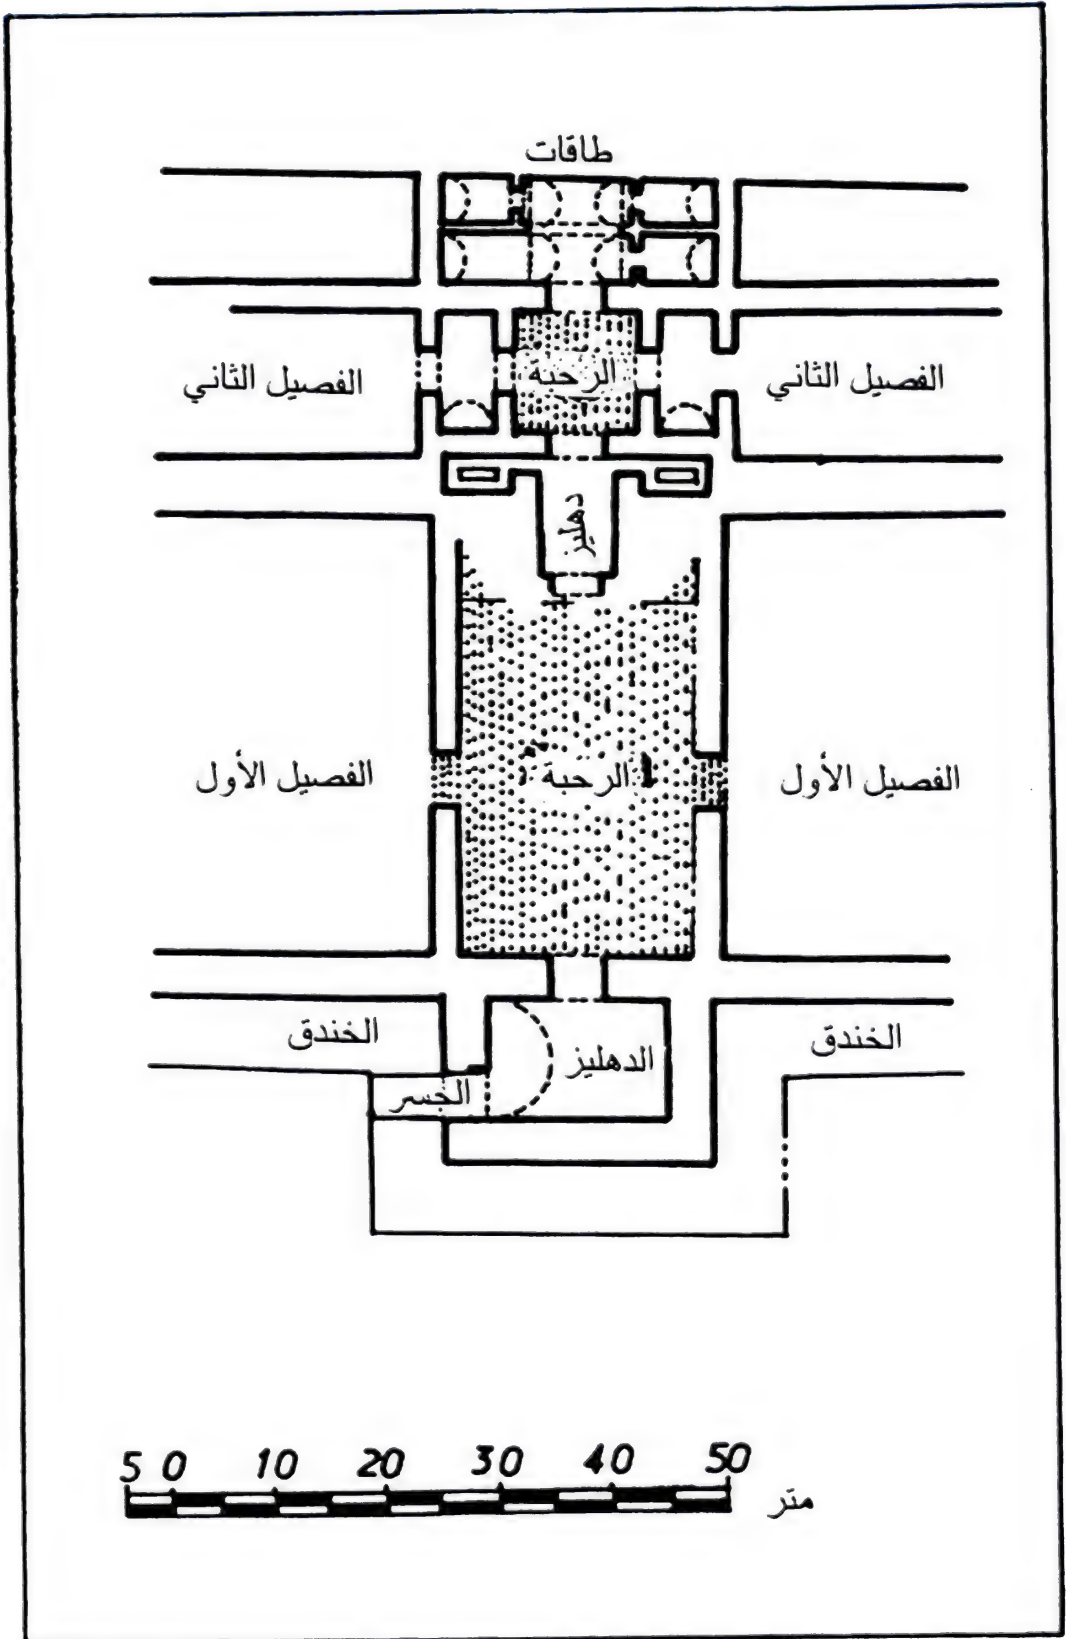 طاقات
الفصيل الثاني
الرحبة
الفصيل الثاني
دهليز
الفصيل الأول
الرحبة
الفصيل الأول
الخندق
الدهليز
الخندق
الجسر
5 0 10 20 30 40 50
متر